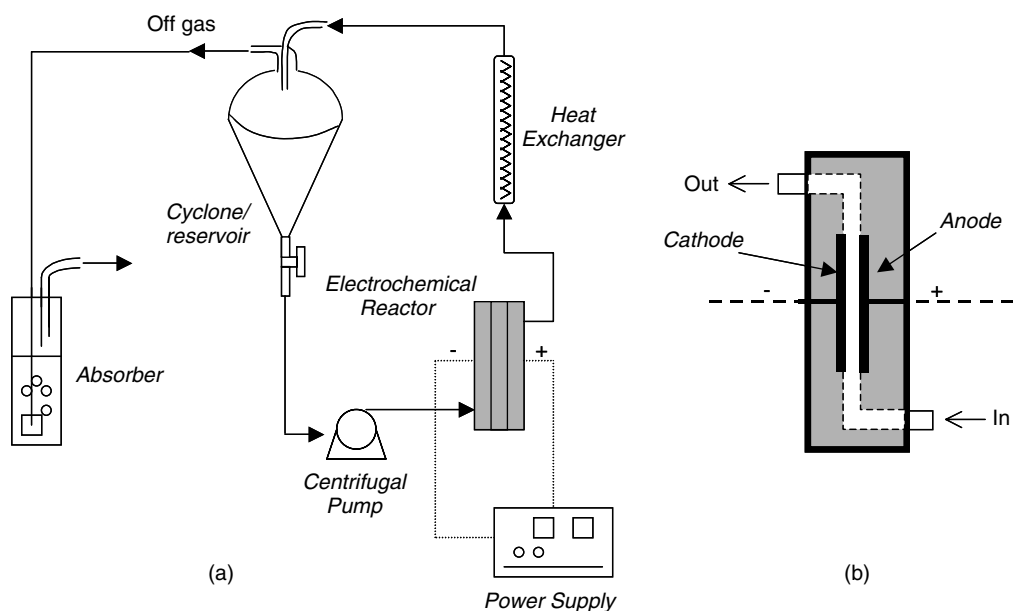 Off gas
Heat
Exchanger
Cyclone/
reservoir
Electrochemical
Reactor
-
+
Absorber
Centrifugal
Pump
Power Supply
(a)
Out
Cathode
Anode
-
+
In
(b)